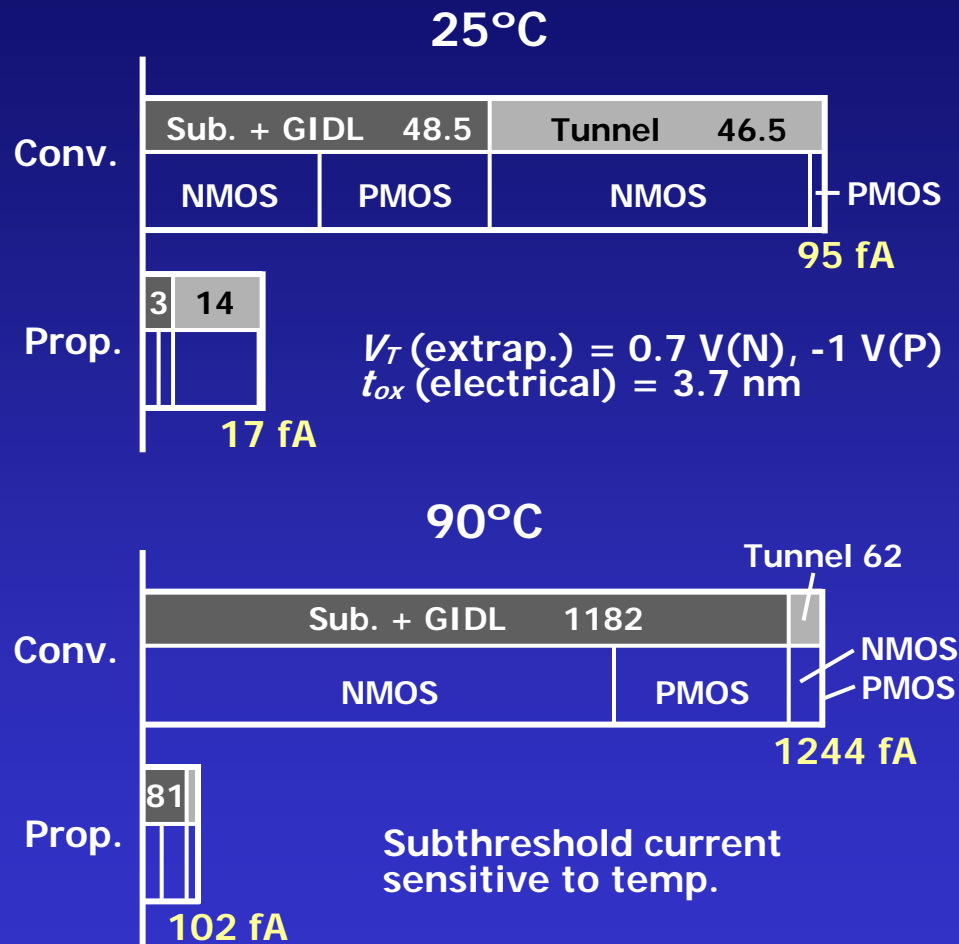 25°C
Conv.
Sub. + GIDL 48.5
Tunnel 46.5
NMOS
PMOS
NMOS
PMOS
95 fA
Prop.
3
14
17 fA
VT (extrap.) = 0.7 V(N), -1 V(P)
tox (electrical) = 3.7 nm
90°C
Tunnel 62
Conv.
Sub. + GIDL 1182
NMOS
PMOS
NMOS
PMOS
1244 fA
Prop.
81
102 fA
Subthreshold current
sensitive to temp.